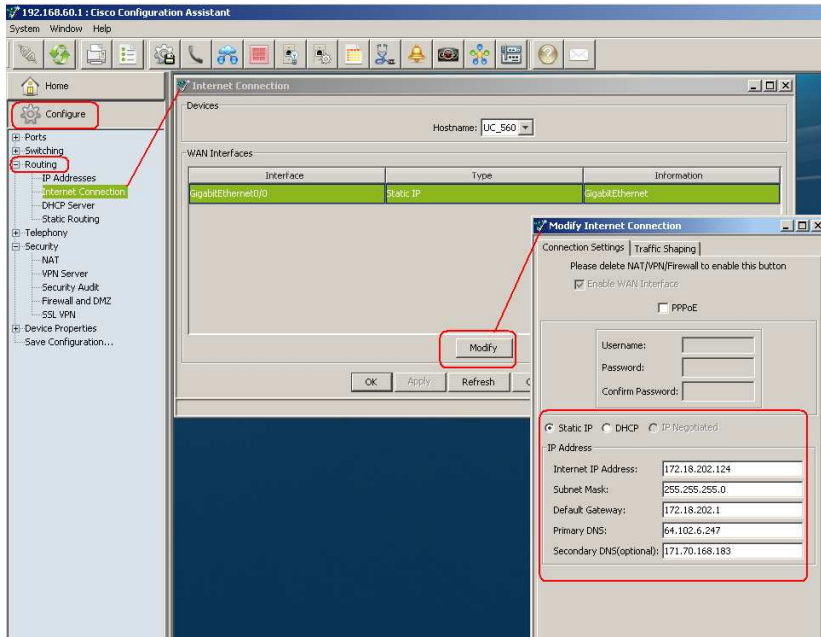 192.168.60.1 : Cisco Configuration Assistant
System Window Help
Home
Configure
Ports
Switching
Routing
IP Addresses
Internet Connection
DHCP Server
Static Routing
Telephony
Security
NAT
VPN Server
Security Audit
Firewall and DMZ
SSL VPN
Device Properties
Save Configuration...
Internet Connection
Devices
Hostname: UC_560
WAN Interfaces
Interface Type Information
GigabitEthernet0/0 Static IP GigabitEthernet
Modify
OK Apply Refresh
Modify Internet Connection
Connection Settings Traffic Shaping
Please delete NAT/VPN/Firewall to enable this button
Enable WAN Interface
PPPoE
Username:
Password:
Confirm Password:
Static IP DHCP IP Negotiated
IP Address
Internet IP Address: 172.18.202.124
Subnet Mask: 255.255.255.0
Default Gateway: 172.18.202.1
Primary DNS: 64.102.6.247
Secondary DNS(optional): 171.70.168.183